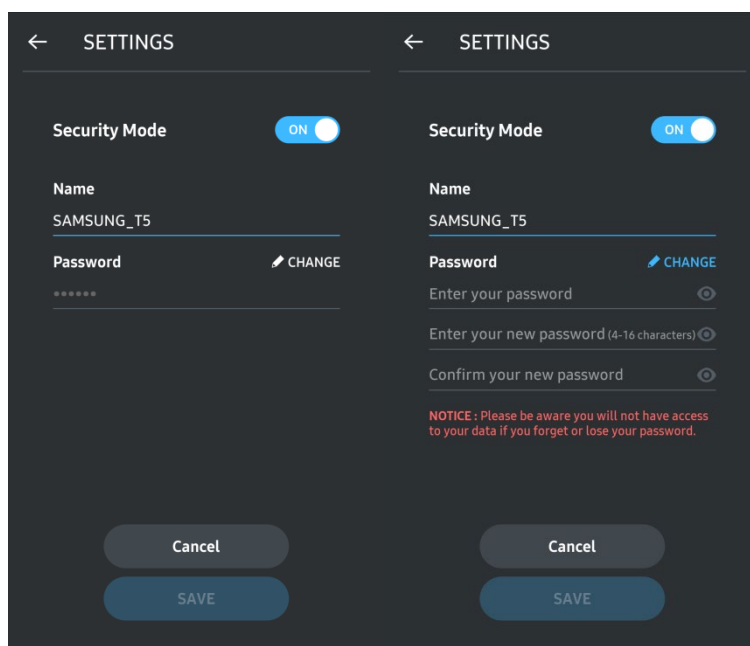 SETTINGS
Security Mode
ON
Name
SAMSUNG_T5
Password
CHANGE
••••••
Cancel
SAVE
SETTINGS
Security Mode
ON
Name
SAMSUNG_T5
Password
CHANGE
Enter your password
Enter your new password (4-16 characters)
Confirm your new password
NOTICE : Please be aware you will not have access
to your data if you forget or lose your password.
Cancel
SAVE